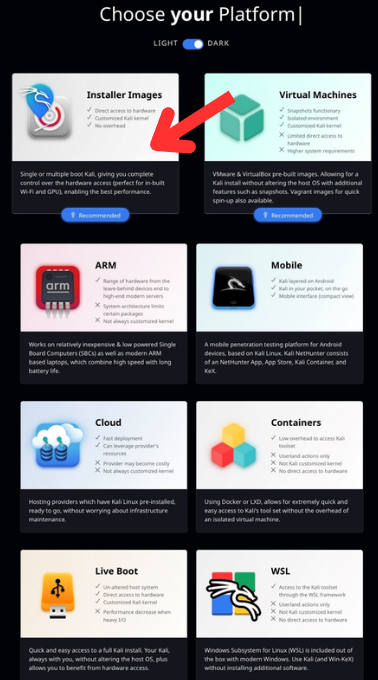 Choose your Platform|
LIGHT DARK
Installer Images
✓ Direct access to hardware
✓ Customized Kali kernel
✓ No overhead
Single or multiple boot Kali, giving you complete
control over the hardware access (perfect for in-built
Wi-Fi and GPU), enabling the best performance.
Recommended
Virtual Machines
✓ Snapshots functionary
✓ Isolated environment
✓ Customized Kali kernel
✕ Limited direct access to
hardware
✕ Higher system requirements
VMware & VirtualBox pre-built images. Allowing for a
Kali install without altering the host OS with additional
features such as snapshots. Vagrant images for quick
spin-up also available.
Recommended
ARM
arm
✓ Range of hardware from the
leave-behind devices end to
high-end modern servers
✕ System architecture limits
certain packages
✕ Not always customized kernel
Works on relatively inexpensive & low powered Single
Board Computers (SBCs) as well as modern ARM
based laptops, which combine high speed with long
battery life.
Mobile
✓ Kali layered on Android
✓ Kali in your pocket, on the go
✓ Mobile interface (compact view)
A mobile penetration testing platform for Android
devices, based on Kali Linux. Kali NetHunter consists
of an NetHunter App, App Store, Kali Container, and
KeX.
Cloud
✓ Fast deployment
✓ Can leverage provider's
resources
✕ Provider may become costly
✕ Not always customized kernel
Hosting providers which have Kali Linux pre-installed,
ready to go, without worrying about infrastructure
maintenance.
Containers
✓ Low overhead to access Kali
toolset
✕ Userland actions only
✕ Not Kali customized kernel
✕ No direct access to hardware
Using Docker or LXD, allows for extremely quick and
easy access to Kali's tool set without the overhead of
an isolated virtual machine.
Live Boot
✓ Un-altered host system
✓ Direct access to hardware
✓ Customized Kali kernel
✕ Performance decrease when
heavy I/O
Quick and easy access to a full Kali install. Your Kali,
always with you, without altering the host OS, plus
allows you to benefit from hardware access.
WSL
✓ Access to the Kali toolset
through the WSL framework
✕ Userland actions only
✕ Not Kali customized kernel
✕ No direct access to hardware
Windows Subsystem for Linux (WSL) is included out of
the box with modern Windows. Use Kali (and Win-KeX)
without installing additional software.